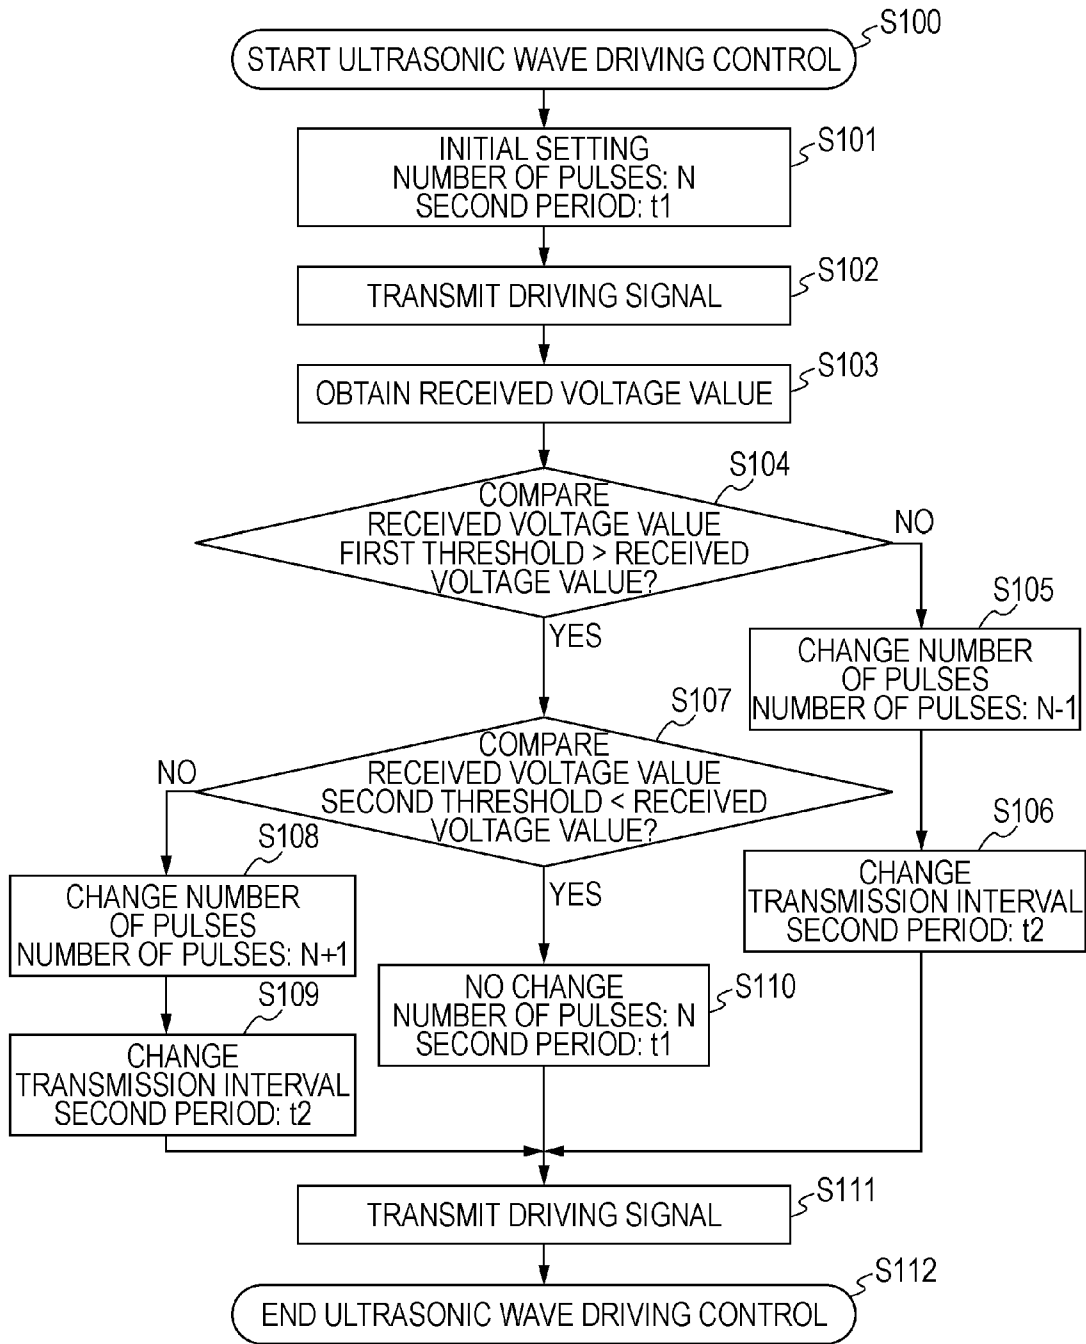 S100
START ULTRASONIC WAVE DRIVING CONTROL
S101
INITIAL SETTING
NUMBER OF PULSES: N
SECOND PERIOD: t1
S102
TRANSMIT DRIVING SIGNAL
S103
OBTAIN RECEIVED VOLTAGE VALUE
S104
COMPARE
RECEIVED VOLTAGE VALUE
FIRST THRESHOLD > RECEIVED
VOLTAGE VALUE?
NO
YES
S105
CHANGE NUMBER
OF PULSES
NUMBER OF PULSES: N-1
S106
CHANGE
TRANSMISSION INTERVAL
SECOND PERIOD: t2
S107
COMPARE
RECEIVED VOLTAGE VALUE
SECOND THRESHOLD < RECEIVED
VOLTAGE VALUE?
NO
YES
S108
CHANGE NUMBER
OF PULSES
NUMBER OF PULSES: N+1
S109
CHANGE
TRANSMISSION INTERVAL
SECOND PERIOD: t2
S110
NO CHANGE
NUMBER OF PULSES: N
SECOND PERIOD: t1
S111
TRANSMIT DRIVING SIGNAL
S112
END ULTRASONIC WAVE DRIVING CONTROL